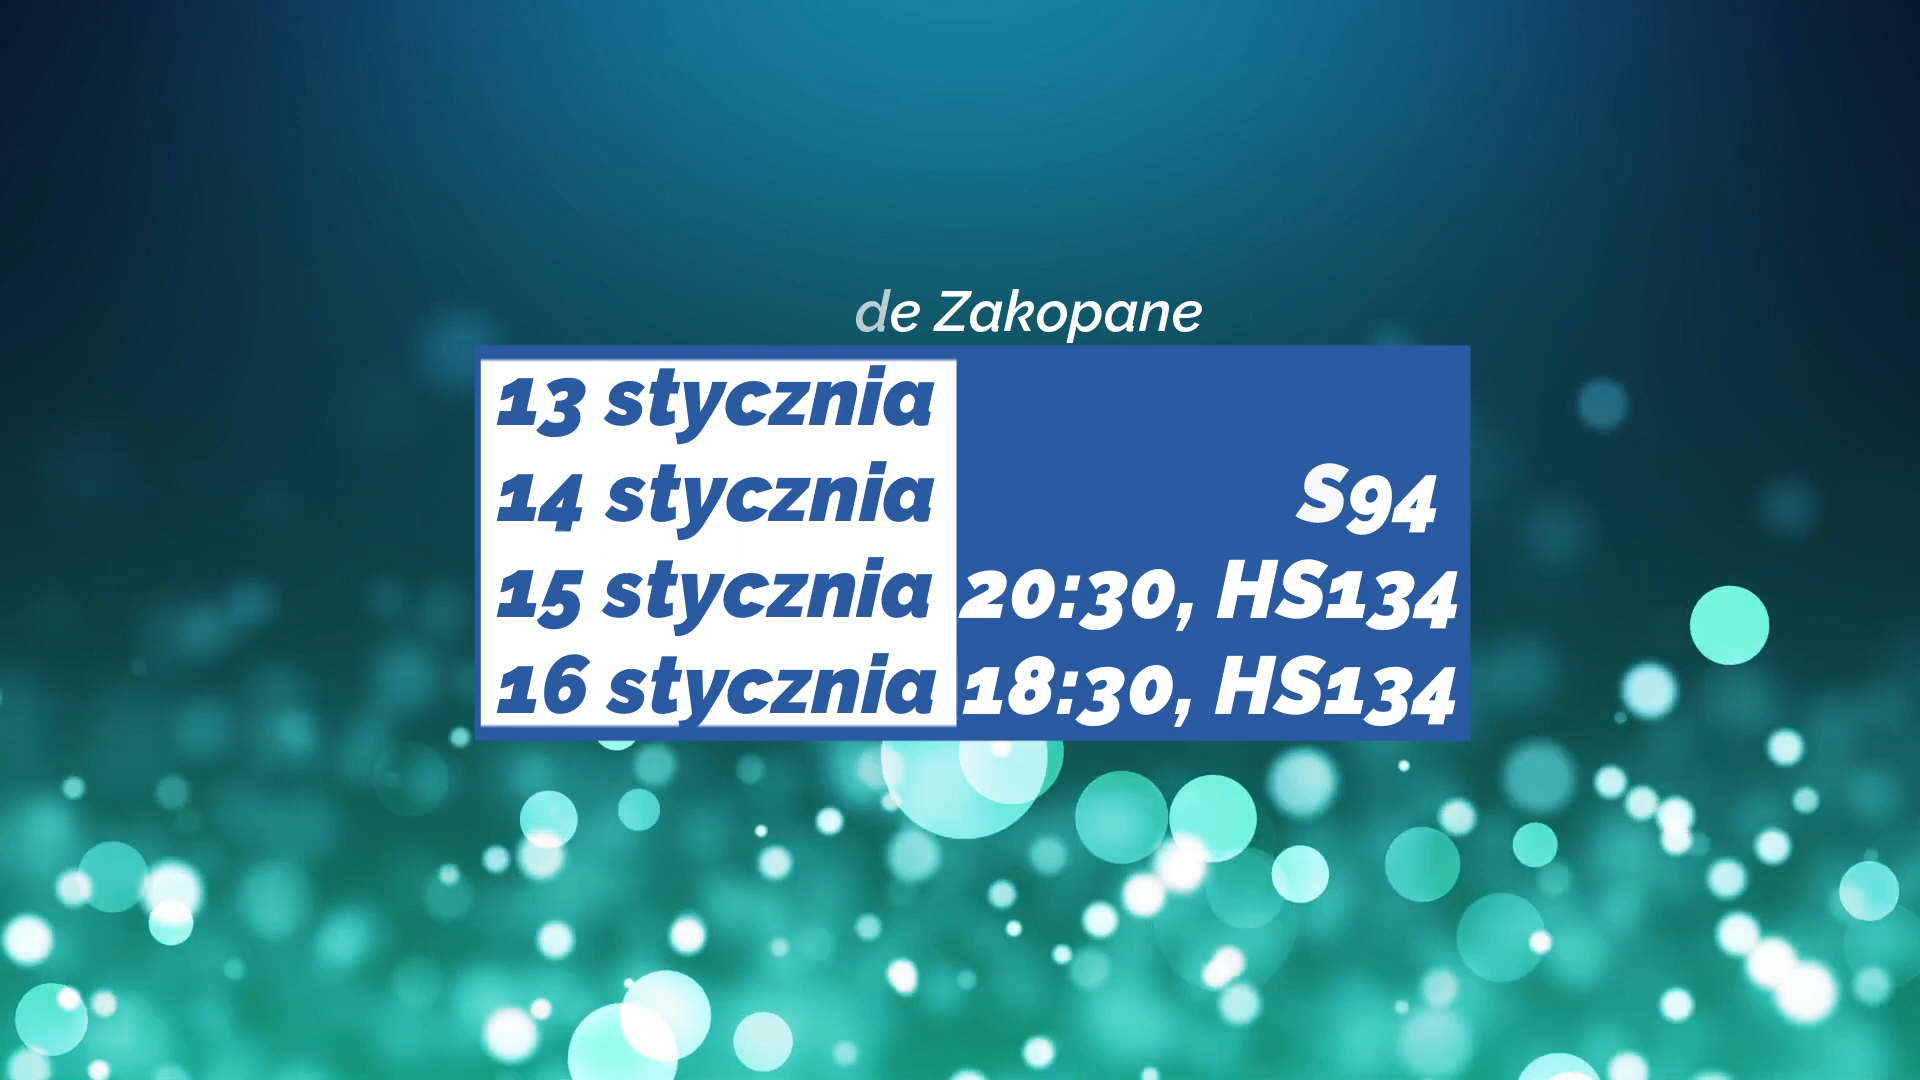 de Zakopane
13 stycznia
14 stycznia S94
15 stycznia 20:30, HS134
16 stycznia 18:30, HS134